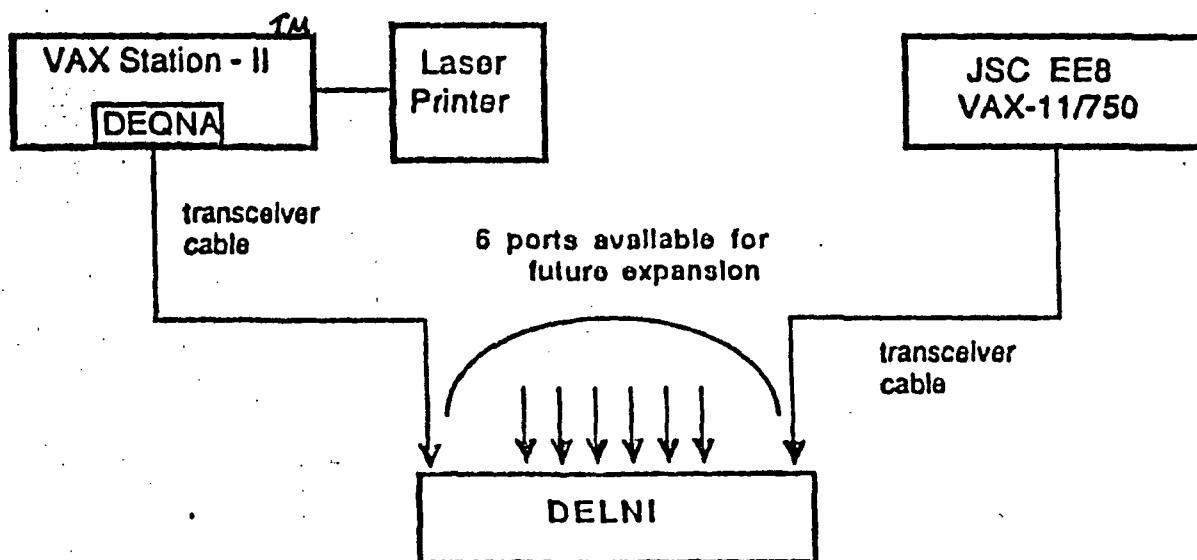 TM
VAX Station - II
DEQNA
Laser
Printer
JSC EE8
VAX-11/750
transceiver
cable
6 ports available for
future expansion
transceiver
cable
DELNI